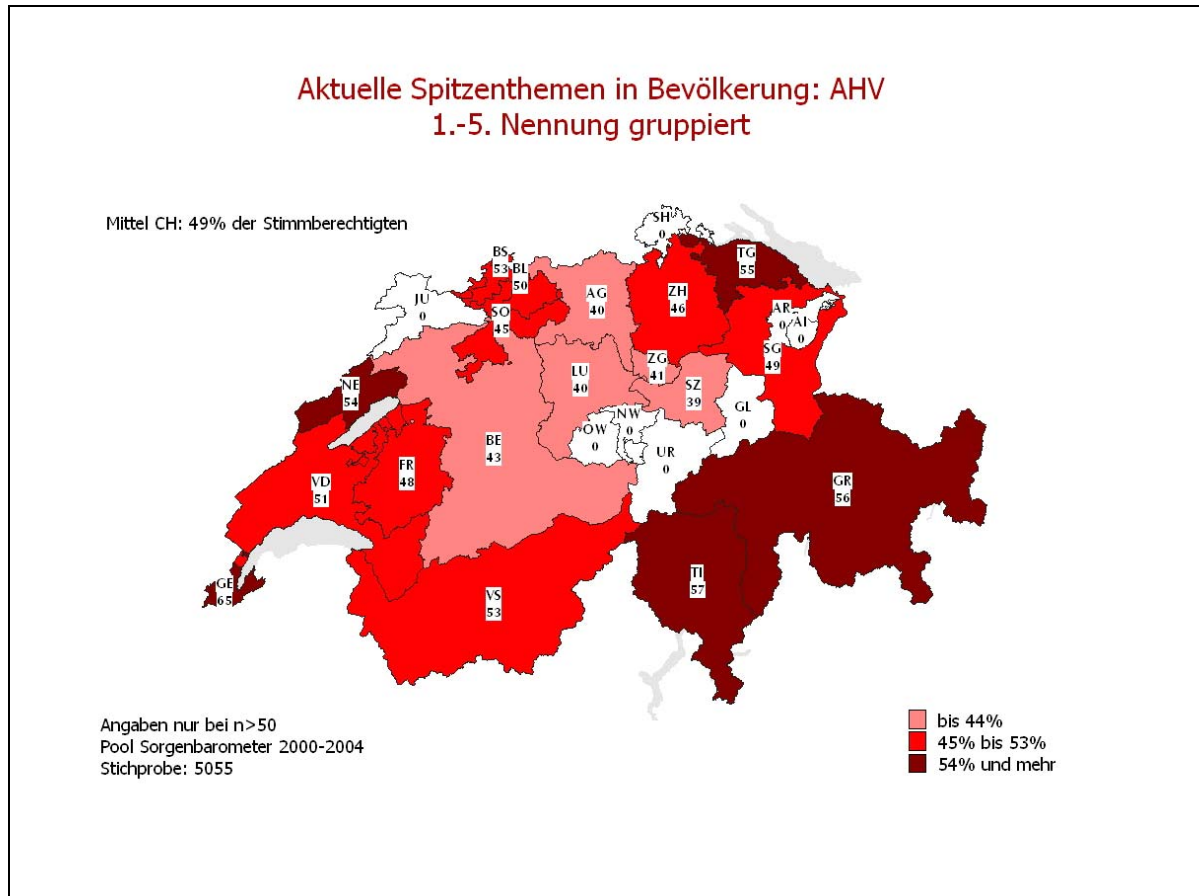 Aktuelle Spitzenthemen in Bevölkerung: AHV
1.-5. Nennung gruppiert
Mittel CH: 49% der Stimmberechtigten
SH
0
BS
53
BL
50
TG
55
JU
0
AG
40
ZH
46
SO
45
AR
0
AI
0
SG
49
ZG
41
NE
54
LU
40
SZ
39
GL
0
NW
0
OW
0
UR
0
BE
43
FR
48
VD
51
GR
56
GE
65
TI
57
VS
53
Angaben nur bei n>50
Pool Sorgenbarometer 2000-2004
Stichprobe: 5055
bis 44%
45% bis 53%
54% und mehr